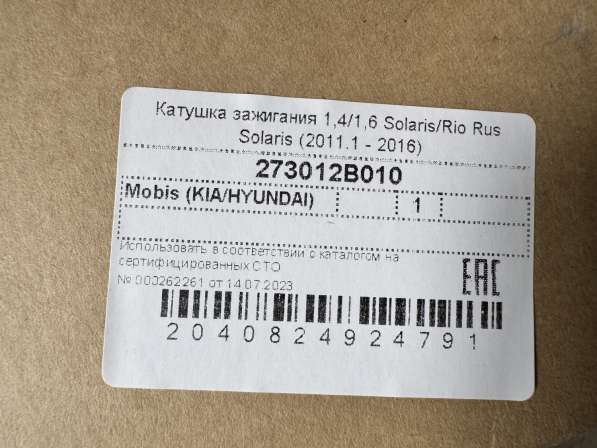 Катушка зажигания 1,4/1,6 Solaris/Rio Rus
Solaris (2011.1 - 2016)
273012B010
Mobis (KIA/HYUNDAI) 1
Использовать в соответствии с каталогом на
сертифицированных СТО
№ 000262261 от 14.07.2023
EAC
2040824924791